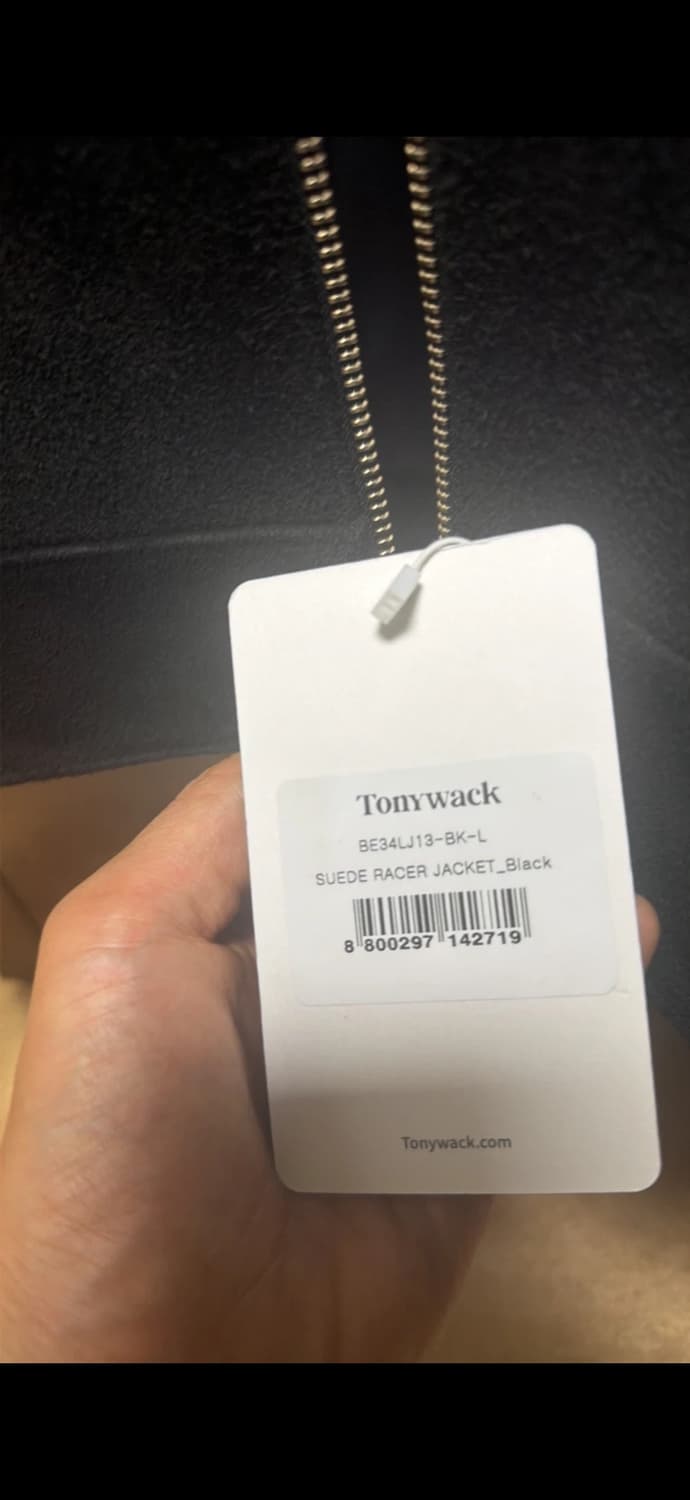 Tonywack
BE34LJ13-BK-L
SUEDE RACER JACKET_Black
8 800297 142719
Tonywack.com